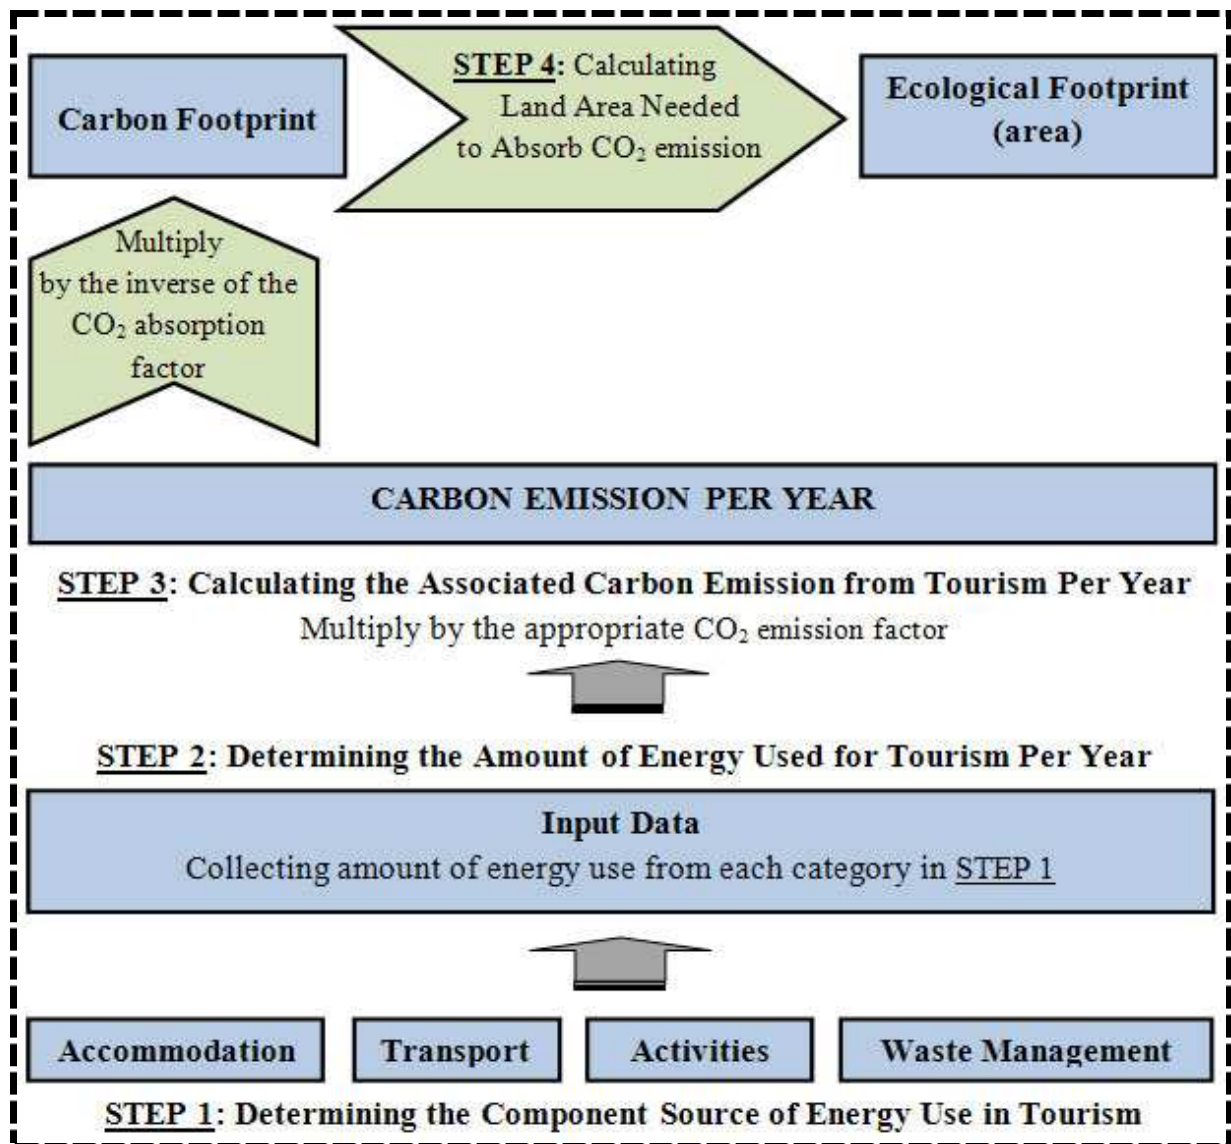 Carbon Footprint
STEP 4: Calculating
Land Area Needed
to Absorb CO₂ emission
Ecological Footprint
(area)
Multiply
by the inverse of the
CO₂ absorption
factor
CARBON EMISSION PER YEAR
STEP 3: Calculating the Associated Carbon Emission from Tourism Per Year
Multiply by the appropriate CO₂ emission factor
STEP 2: Determining the Amount of Energy Used for Tourism Per Year
Input Data
Collecting amount of energy use from each category in STEP 1
Accommodation
Transport
Activities
Waste Management
STEP 1: Determining the Component Source of Energy Use in Tourism